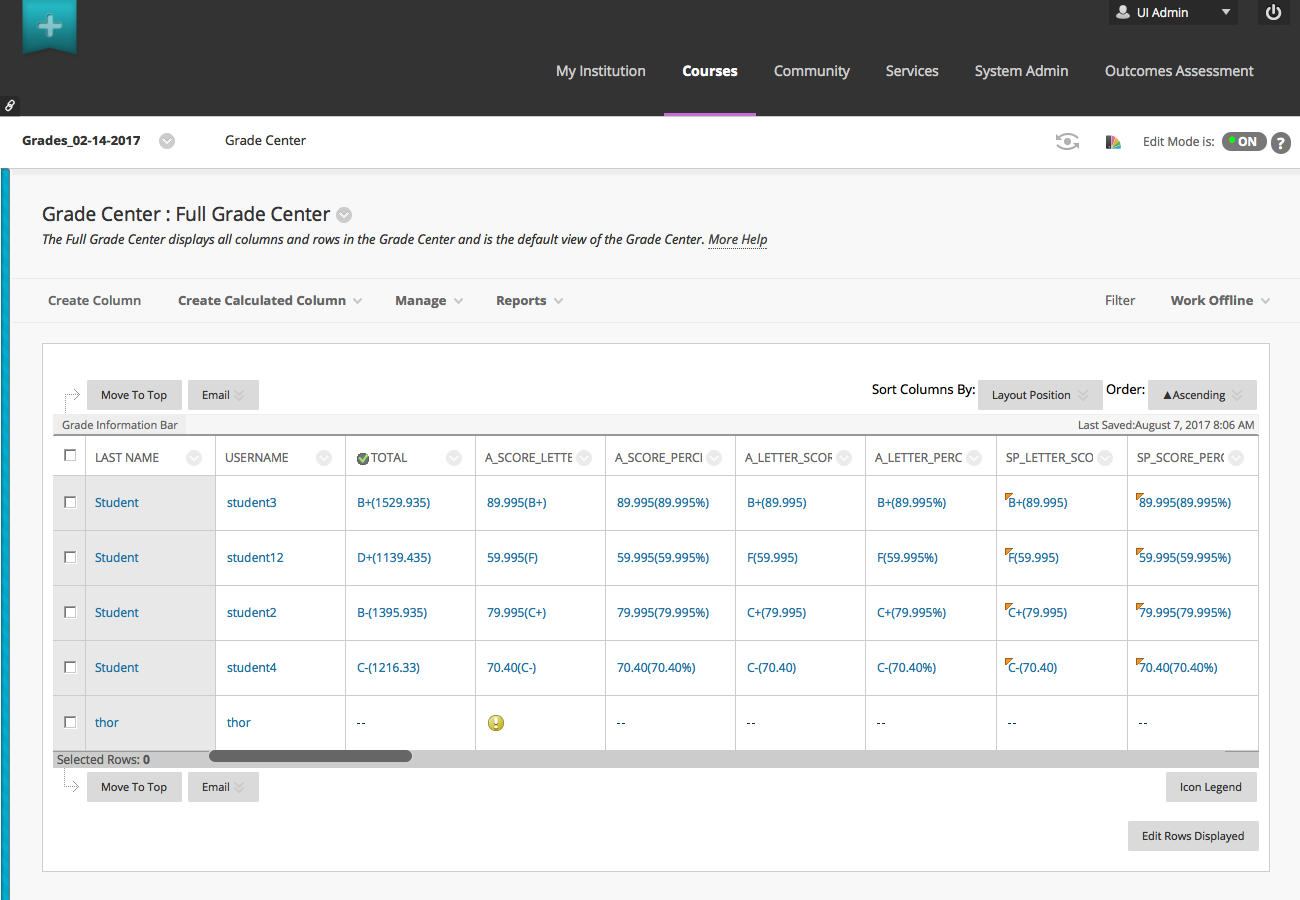 UI Admin
My Institution Courses Community Services System Admin Outcomes Assessment
Grades_02-14-2017 Grade Center Edit Mode is: ON ?
Grade Center : Full Grade Center
The Full Grade Center displays all columns and rows in the Grade Center and is the default view of the Grade Center. More Help
Create Column Create Calculated Column Manage Reports Filter Work Offline
Move To Top Email Sort Columns By: Layout Position Order: ▲Ascending
Grade Information Bar Last Saved:August 7, 2017 8:06 AM
LAST NAME USERNAME TOTAL A_SCORE_LETTE A_SCORE_PERCI A_LETTER_SCOR A_LETTER_PERC SP_LETTER_SCO SP_SCORE_PERC
Student student3 B+(1529.935) 89.995(B+) 89.995(89.995%) B+(89.995) B+(89.995%) B+(89.995) 89.995(89.995%)
Student student12 D+(1139.435) 59.995(F) 59.995(59.995%) F(59.995) F(59.995%) F(59.995) 59.995(59.995%)
Student student2 B-(1395.935) 79.995(C+) 79.995(79.995%) C+(79.995) C+(79.995%) C+(79.995) 79.995(79.995%)
Student student4 C-(1216.33) 70.40(C-) 70.40(70.40%) C-(70.40) C-(70.40%) C-(70.40) 70.40(70.40%)
thor thor -- -- -- -- -- --
Selected Rows: 0
Move To Top Email Icon Legend
Edit Rows Displayed